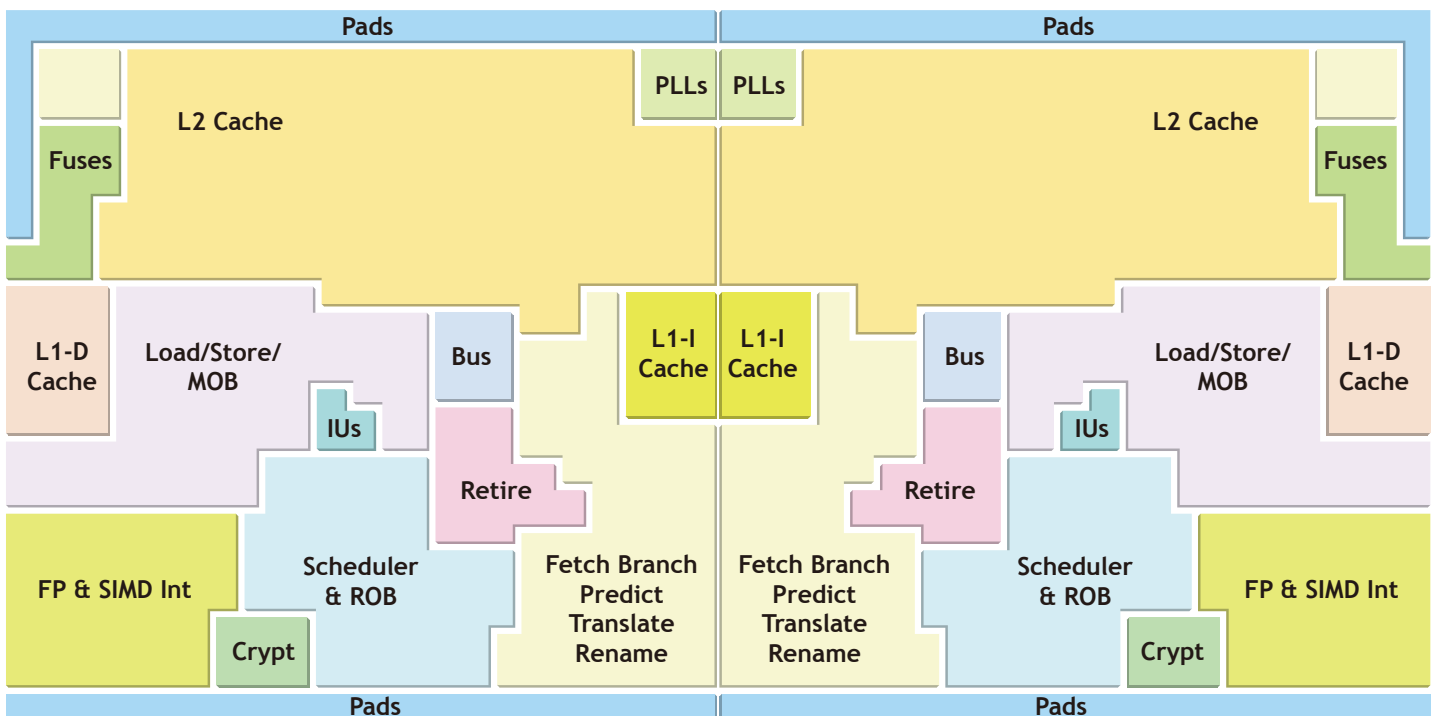 Pads
Pads
PLLs
PLLs
L2 Cache
L2 Cache
Fuses
Fuses
L1-D
Cache
Load/Store/
MOB
Bus
L1-I
Cache
L1-I
Cache
Bus
Load/Store/
MOB
L1-D
Cache
IUs
IUs
Retire
Retire
FP & SIMD Int
Scheduler
& ROB
Fetch Branch
Predict
Translate
Rename
Fetch Branch
Predict
Translate
Rename
Scheduler
& ROB
FP & SIMD Int
Crypt
Crypt
Pads
Pads